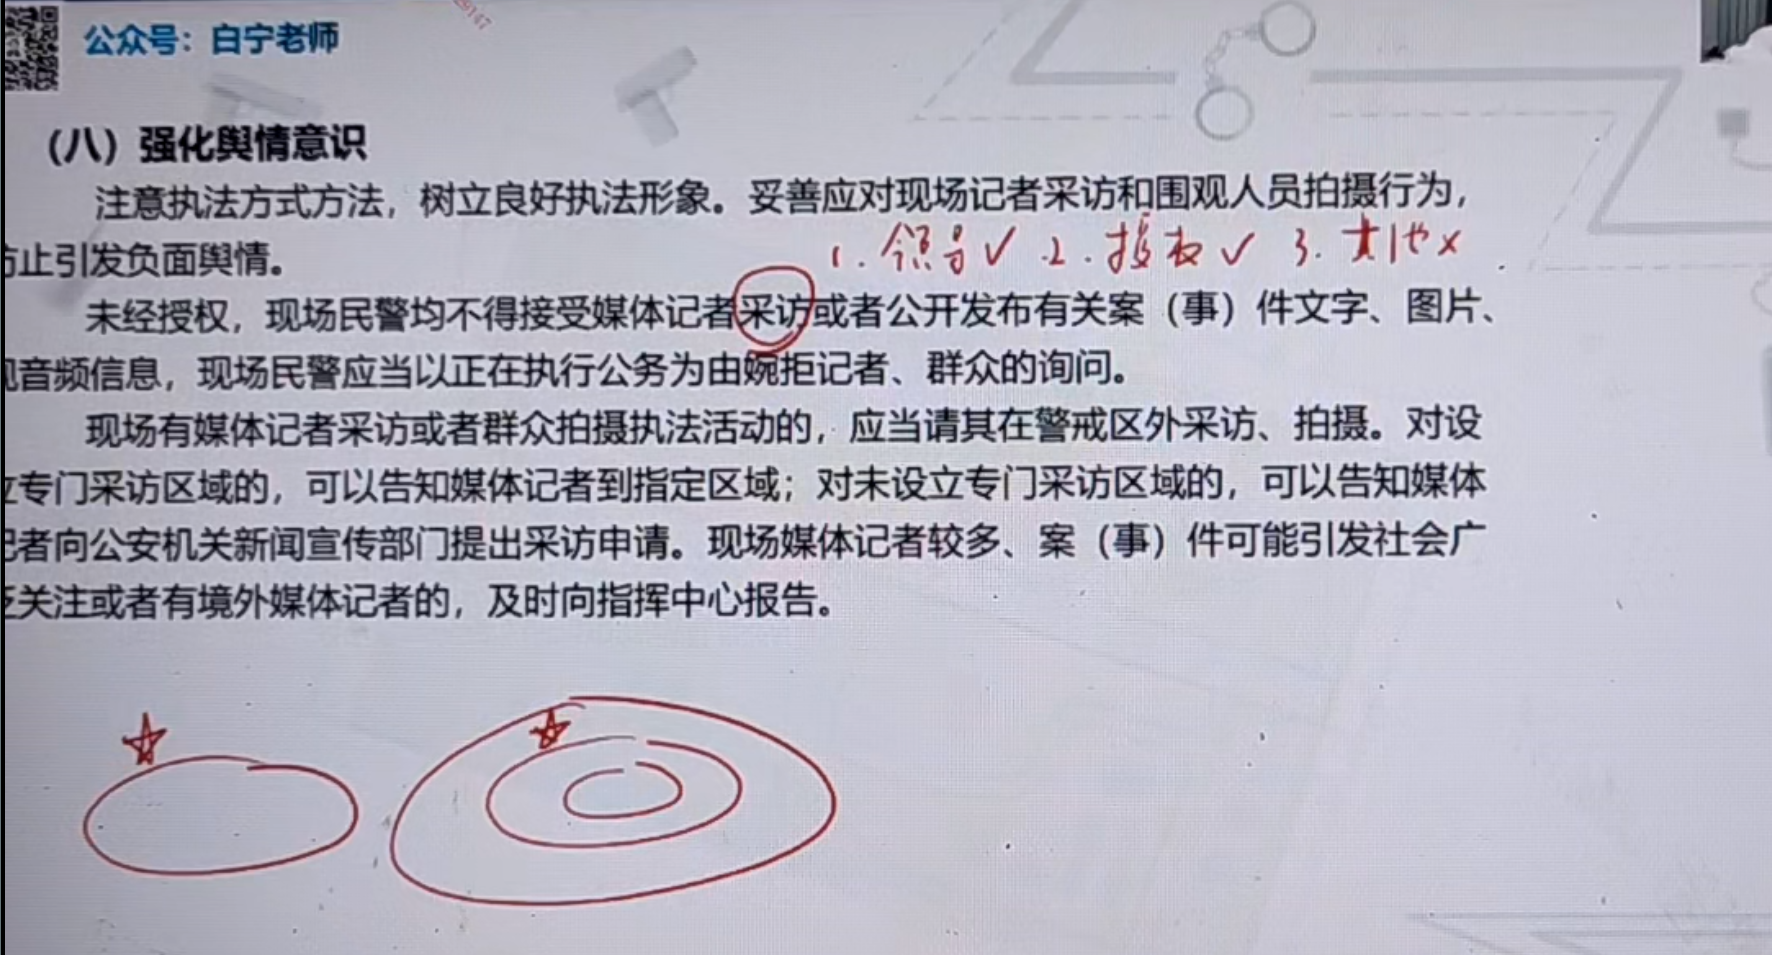 29147
公众号：白宁老师
（八）强化舆情意识
注意执法方式方法，树立良好执法形象。妥善应对现场记者采访和围观人员拍摄行为，
1. 领导✓ 2. 授权✓ 3. 其他×
防止引发负面舆情。
未经授权，现场民警均不得接受媒体记者采访或者公开发布有关案（事）件文字、图片、
视音频信息，现场民警应当以正在执行公务为由婉拒记者、群众的询问。
现场有媒体记者采访或者群众拍摄执法活动的，应当请其在警戒区外采访、拍摄。对设
立专门采访区域的，可以告知媒体记者到指定区域；对未设立专门采访区域的，可以告知媒体
记者向公安机关新闻宣传部门提出采访申请。现场媒体记者较多、案（事）件可能引发社会广
泛关注或者有境外媒体记者的，及时向指挥中心报告。